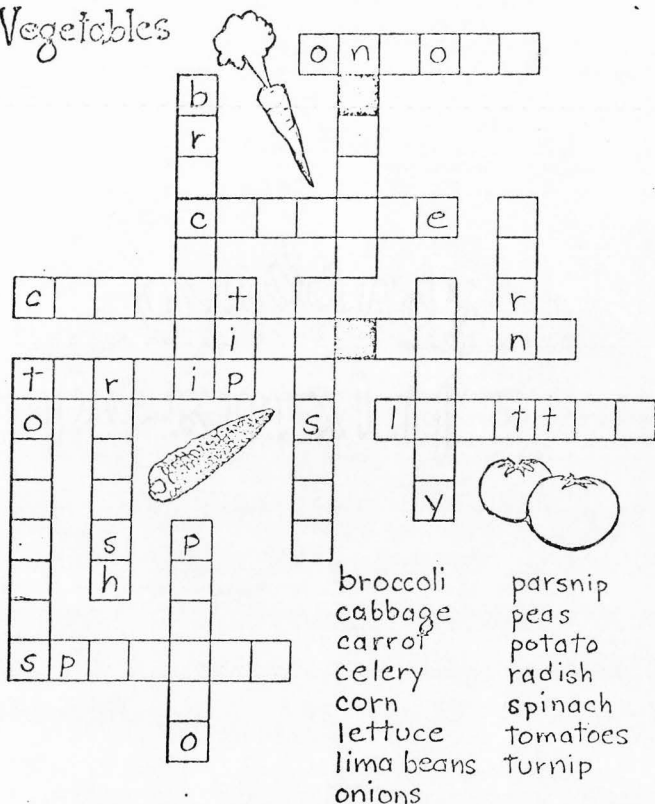 Vegetables
o n o
b
r
c e
c t r
i n
t r i p
o s l t t
y
s p
h
s p
o
broccoli
cabbage
carrot
celery
corn
lettuce
lima beans
onions
parsnip
peas
potato
radish
spinach
tomatoes
turnip